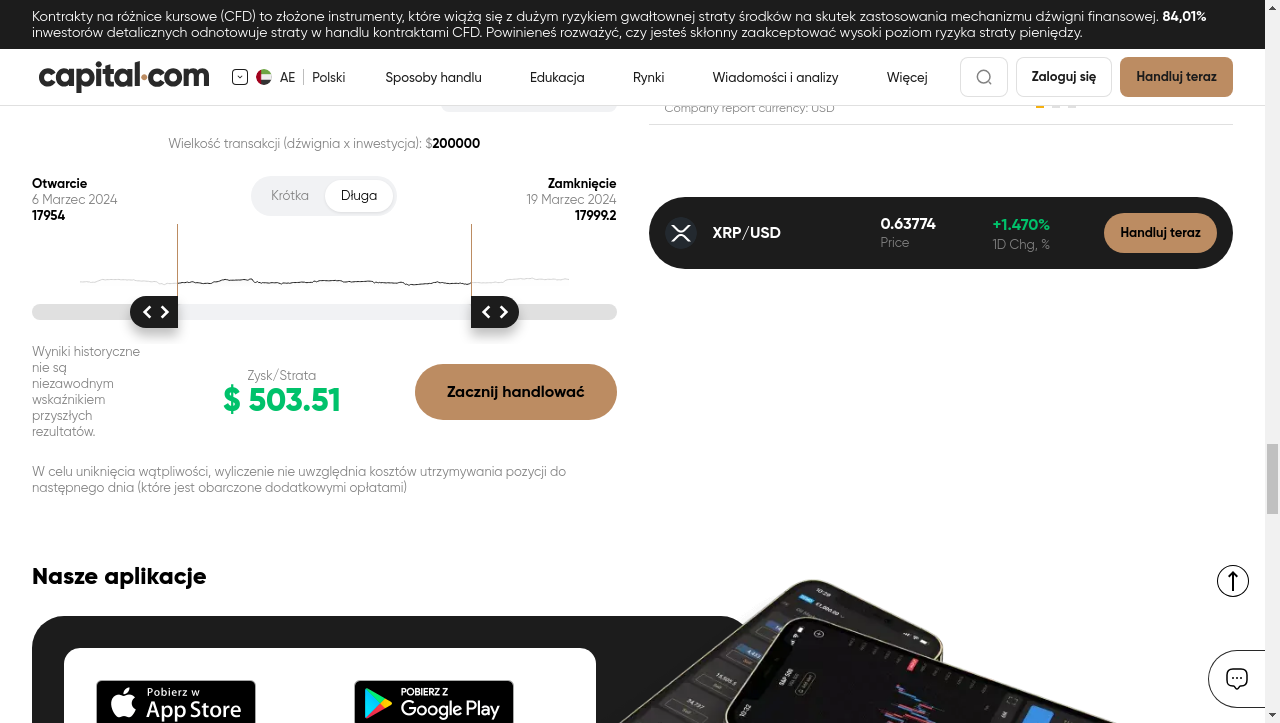 Kontrakty na różnice kursowe (CFD) to złożone instrumenty, które wiążą się z dużym ryzykiem gwałtownej straty środków na skutek zastosowania mechanizmu dźwigni finansowej. 84,01%
inwestorów detalicznych odnotowuje straty w handlu kontraktami CFD. Powinieneś rozważyć, czy jesteś skłonny zaakceptować wysoki poziom ryzyka straty pieniędzy.
capital.com
AE
Polski
Sposoby handlu
Edukacja
Rynki
Wiadomości i analizy
Więcej
Zaloguj się
Handluj teraz
Company report currency: USD
Wielkość transakcji (dźwignia x inwestycja): $200000
Otwarcie
6 Marzec 2024
17954
Krótka
Długa
Zamknięcie
19 Marzec 2024
17999.2
XRP/USD
0.63774
Price
+1.470%
1D Chg, %
Handluj teraz
Wyniki historyczne
nie są
niezawodnym
wskaźnikiem
przyszłych
rezultatów.
Zysk/Strata
$ 503.51
Zacznij handlować
W celu uniknięcia wątpliwości, wyliczenie nie uwzględnia kosztów utrzymywania pozycji do
następnego dnia (które jest obarczone dodatkowymi opłatami)
Nasze aplikacje
Pobierz w
App Store
POBIERZ Z
Google Play